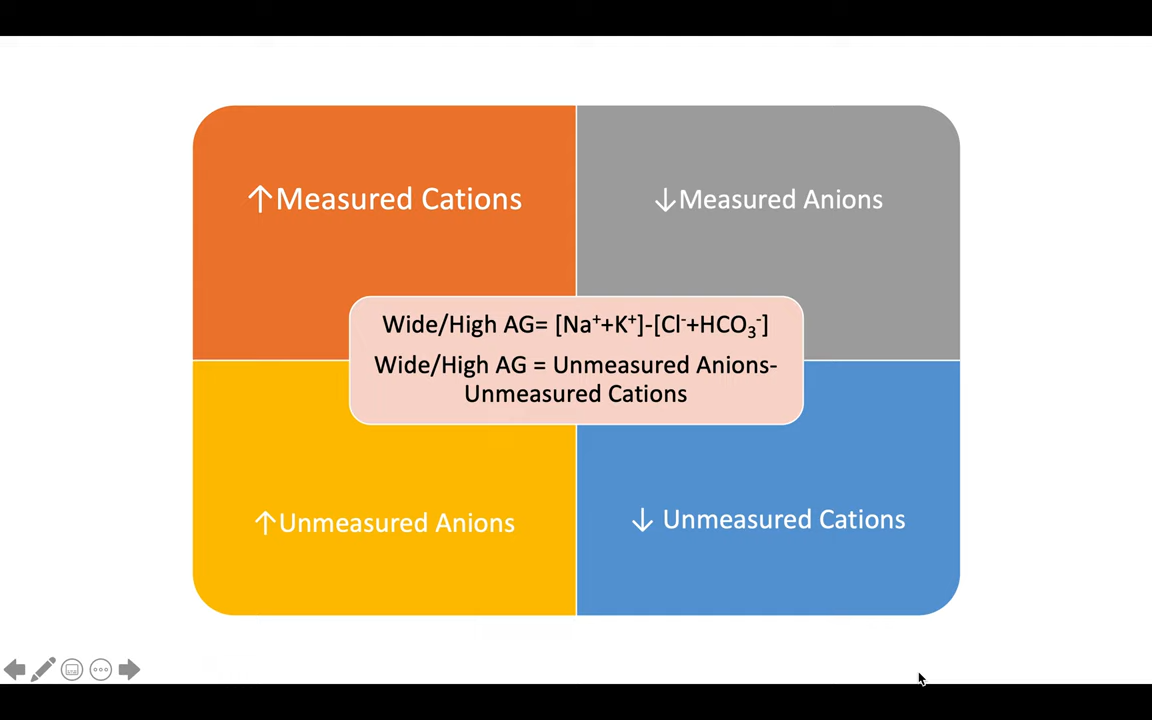 ↑Measured Cations
↓Measured Anions
Wide/High AG= [Na⁺+K⁺]-[Cl⁻+HCO₃⁻]
Wide/High AG = Unmeasured Anions-
Unmeasured Cations
↑Unmeasured Anions
↓ Unmeasured Cations